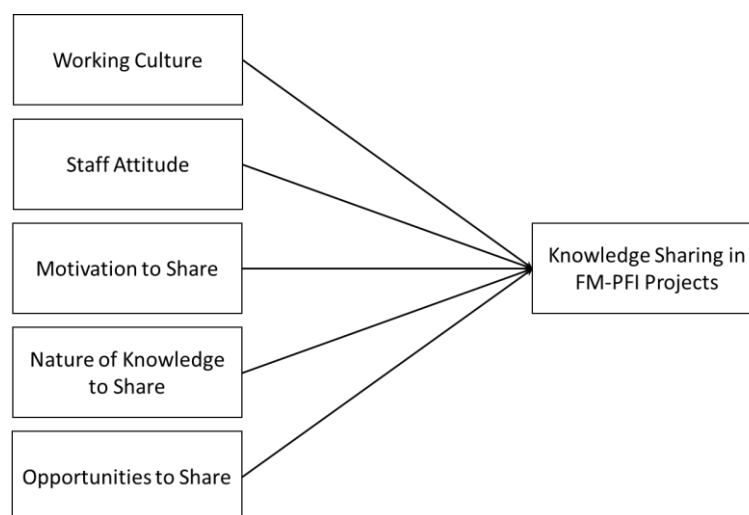 Working Culture
Staff Attitude
Motivation to Share
Nature of Knowledge
to Share
Opportunities to Share
Knowledge Sharing in
FM-PFI Projects